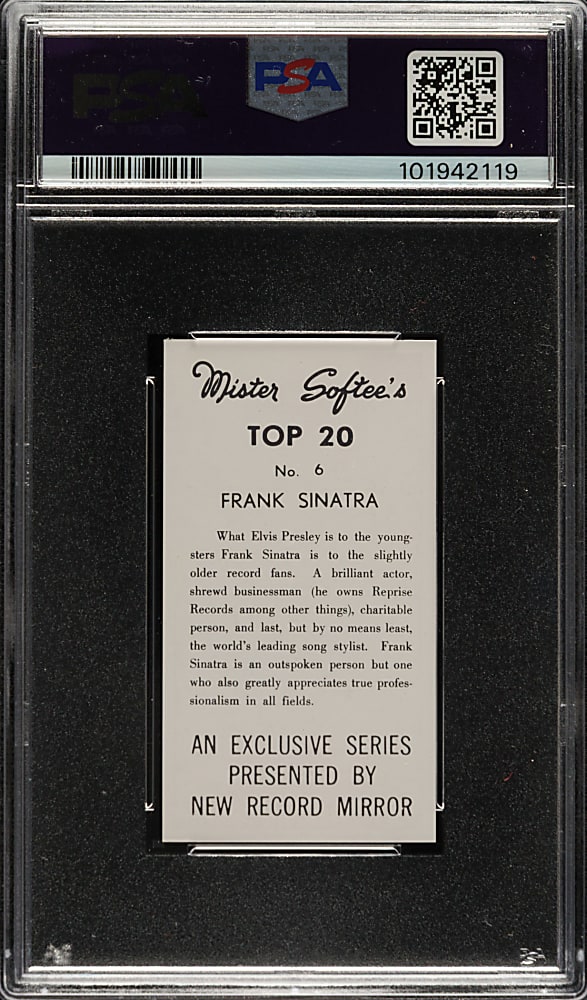 PSA
PSA
101942119
Mister Softee's
TOP 20
No. 6
FRANK SINATRA
What Elvis Presley is to the young-
sters Frank Sinatra is to the slightly
older record fans. A brilliant actor,
shrewd businessman (he owns Reprise
Records among other things), charitable
person, and last, but by no means least,
the world's leading song stylist. Frank
Sinatra is an outspoken person but one
who also greatly appreciates true profes-
sionalism in all fields.
AN EXCLUSIVE SERIES
PRESENTED BY
NEW RECORD MIRROR